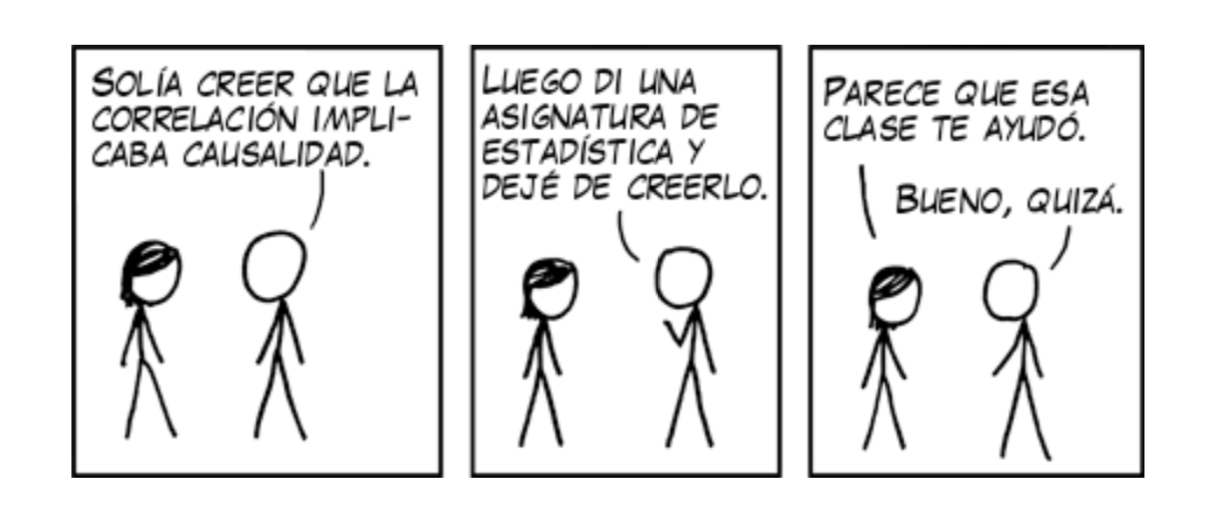 SOLÍA CREER QUE LA
CORRELACIÓN IMPLI-
CABA CAUSALIDAD.
LUEGO DI UNA
ASIGNATURA DE
ESTADÍSTICA Y
DEJÉ DE CREERLO.
PARECE QUE ESA
CLASE TE AYUDÓ.
BUENO, QUIZÁ.